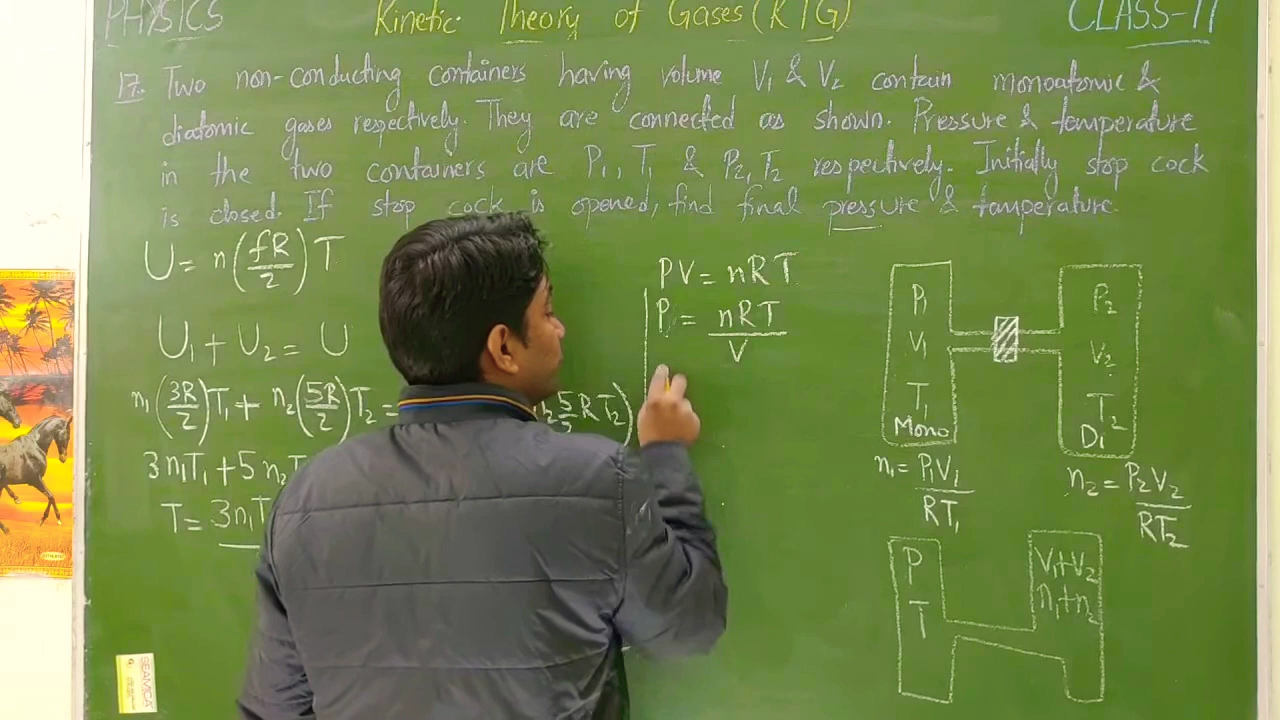 PHYSICS
Kinetic Theory of Gases (KTG)
CLASS-11
17. Two non-conducting containers having volume V₁ & V₂ contain monoatomic &
diatomic gases respectively. They are connected as shown. Pressure & temperature
in the two containers are P₁, T₁ & P₂, T₂ respectively. Initially stop cock
is closed. If stop cock is opened, find final pressure & temperature.
U = n(fR/2)T
U₁ + U₂ = U
n₁(3R/2)T₁ + n₂(5R/2)T₂ =
5/2 RT₂)
3n₁T₁ + 5n₂T
T = 3n₁T
PV = nRT
P = nRT/V
P₁
V₁
T₁
Mono
P₂
V₂
T₂
Di
n₁ = P₁V₁/RT₁
n₂ = P₂V₂/RT₂
P
T
V₁+V₂
n₁+n₂
SEAMICA